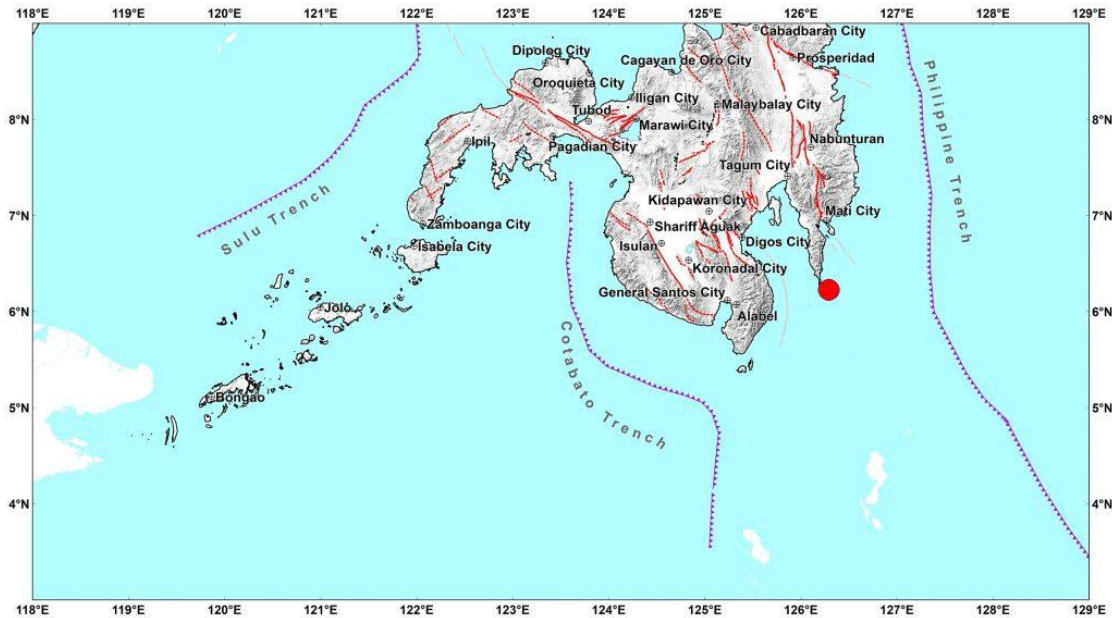 118°E 119°E 120°E 121°E 122°E 123°E 124°E 125°E 126°E 127°E 128°E 129°E
Cabadbaran City
Dipolog City
Cagayan de Oro City
Prosperidad
Oroquieta City
Iligan City
Malaybalay City
Tubod
8°N
8°N
Marawi City
Nabunturan
Ipil
Pagadian City
Tagum City
Philippine Trench
Kidapawan City
7°N
7°N
Mati City
Sulu Trench
Zamboanga City
Shariff Aguak
Isabela City
Isulan
Digos City
Koronadal City
General Santos City
Jolo
6°N
6°N
Alabel
Cotabato Trench
Bongao
5°N
5°N
4°N
4°N
118°E 119°E 120°E 121°E 122°E 123°E 124°E 125°E 126°E 127°E 128°E 129°E